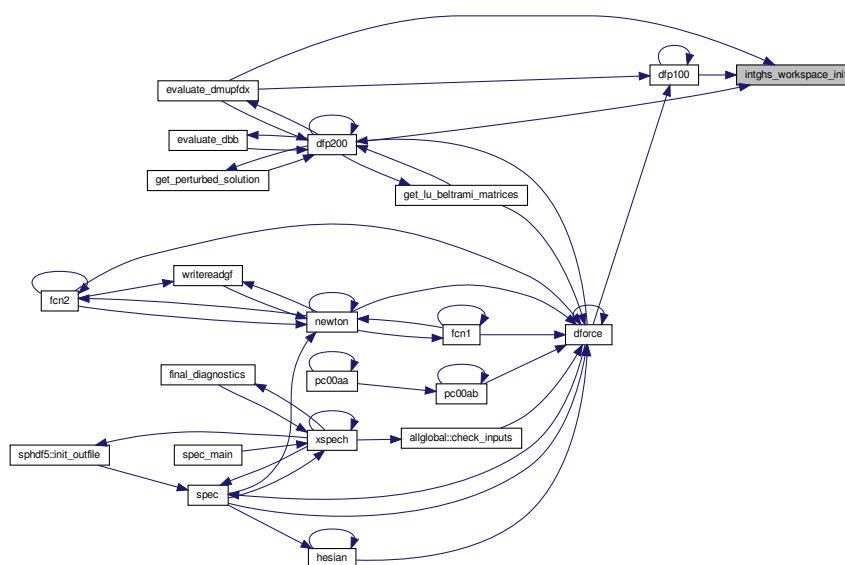 dfp100
intghs_workspace_init
evaluate_dmupfdx
evaluate_dbb
dfp200
get_perturbed_solution
get_lu_beltrami_matrices
writereadgf
fcn2
newton
fcn1
dforce
final_diagnostics
pc00aa
pc00ab
allglobal::check_inputs
xspech
sphdf5::init_outfile
spec_main
spec
hesian